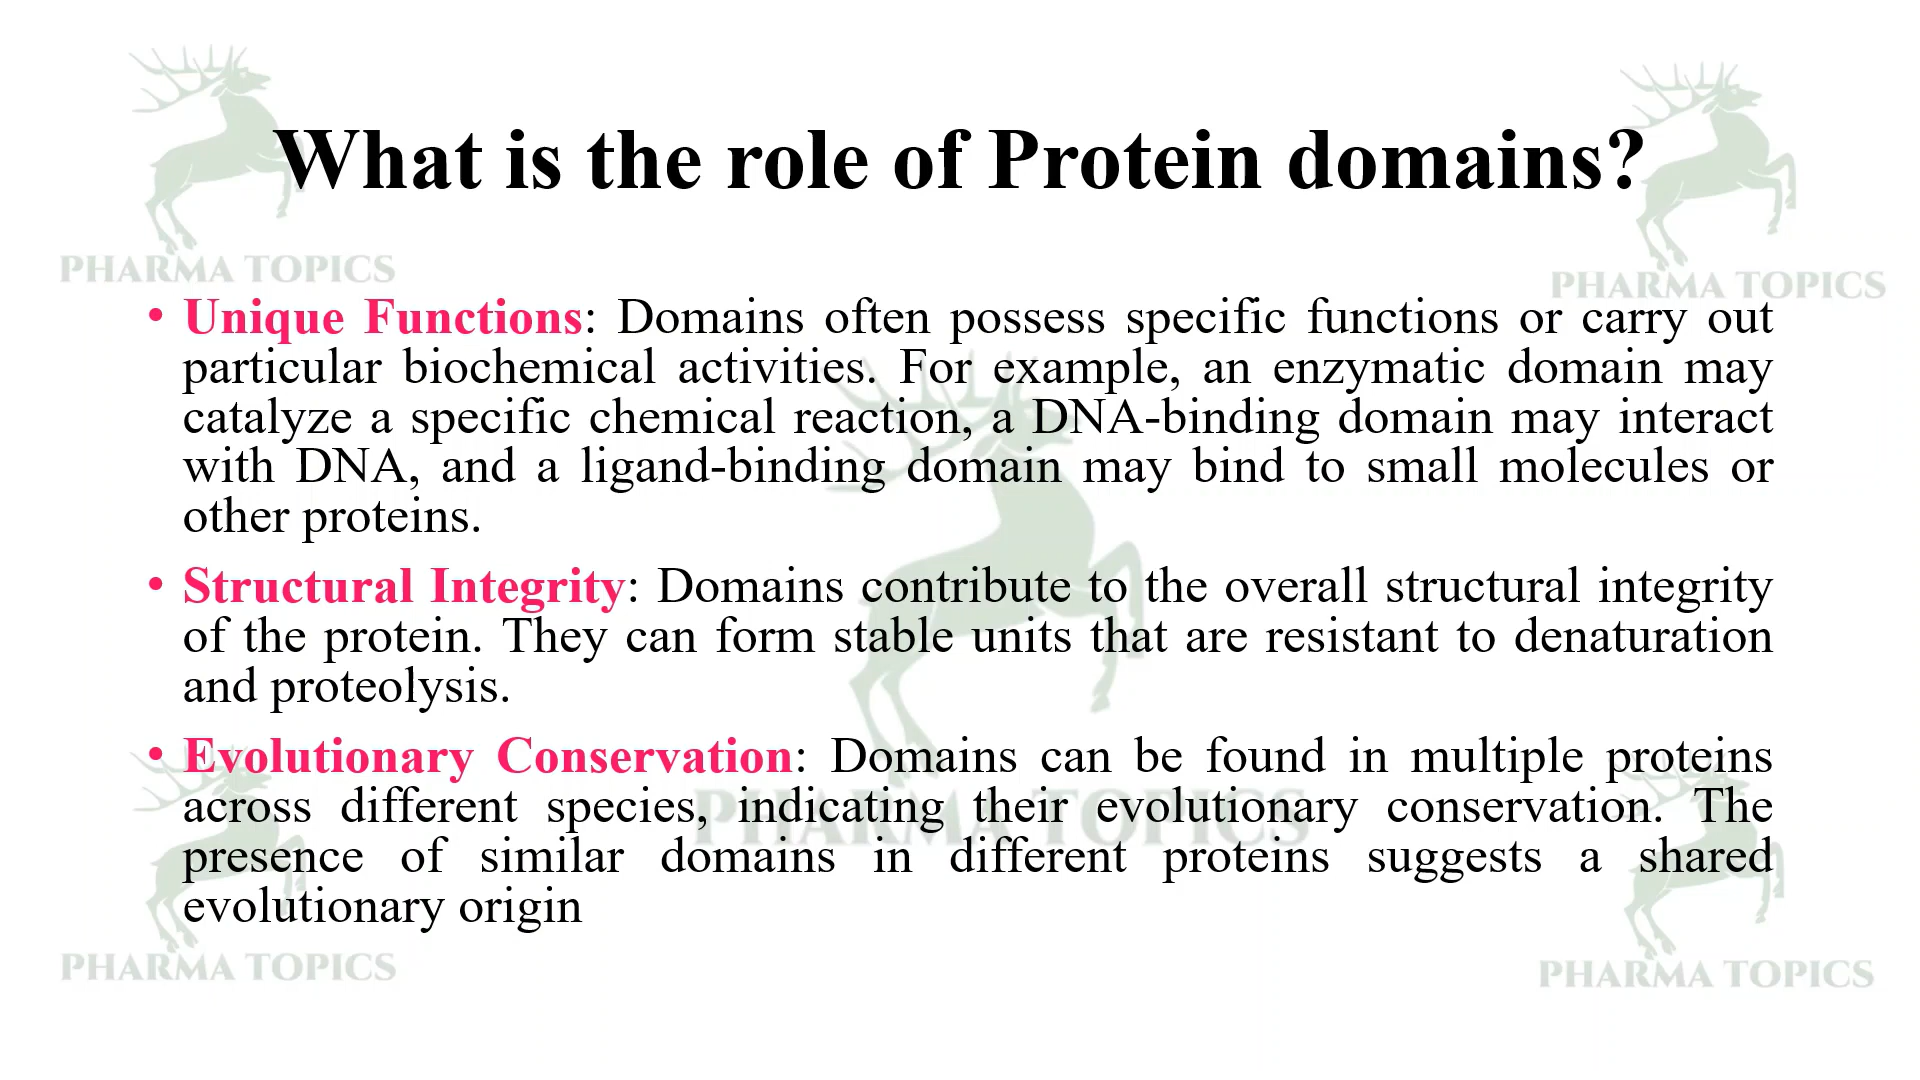 What is the role of Protein domains?
PHARMA TOPICS
PHARMA TOPICS
• Unique Functions: Domains often possess specific functions or carry out
particular biochemical activities. For example, an enzymatic domain may
catalyze a specific chemical reaction, a DNA-binding domain may interact
with DNA, and a ligand-binding domain may bind to small molecules or
other proteins.
• Structural Integrity: Domains contribute to the overall structural integrity
of the protein. They can form stable units that are resistant to denaturation
and proteolysis.
• Evolutionary Conservation: Domains can be found in multiple proteins
across different species, indicating their evolutionary conservation. The
presence of similar domains in different proteins suggests a shared
evolutionary origin
PHARMA TOPICS
PHARMA TOPICS
PHARMA TOPICS